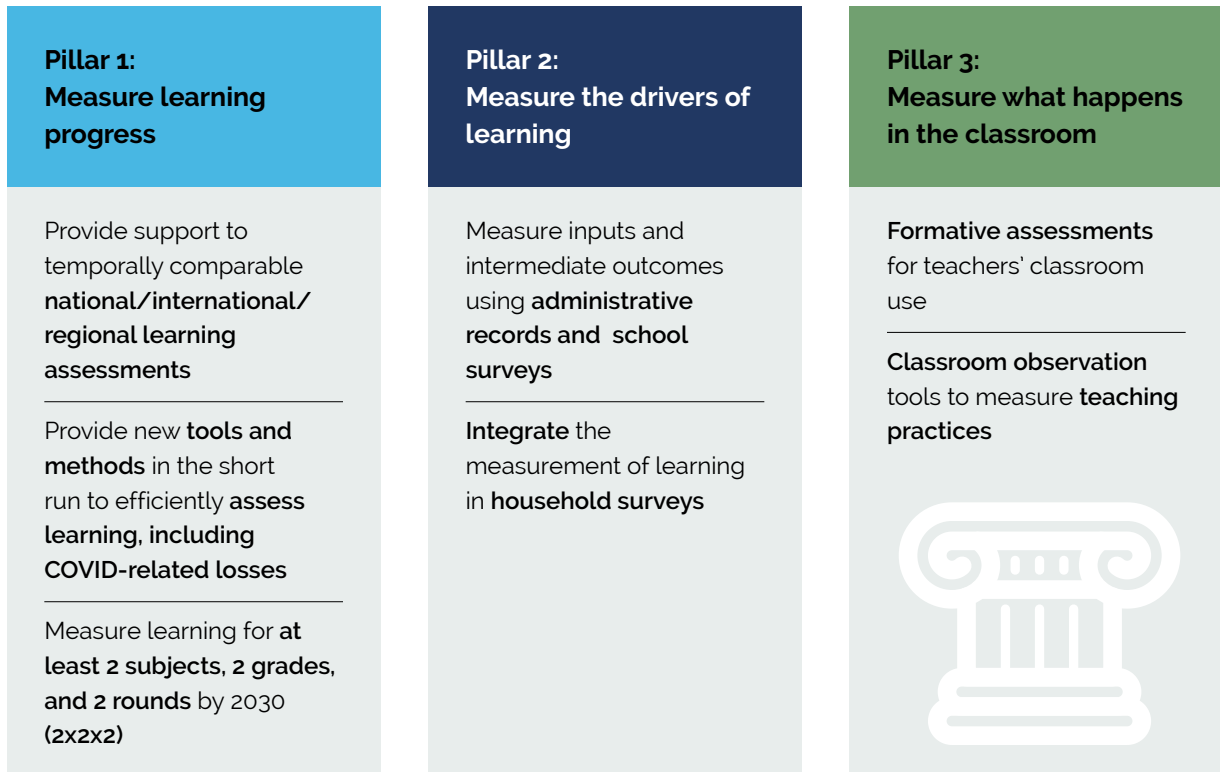 Pillar 1:
Measure learning
progress
Provide support to
temporally comparable
national/international/
regional learning
assessments
Provide new tools and
methods in the short
run to efficiently assess
learning, including
COVID-related losses
Measure learning for at
least 2 subjects, 2 grades,
and 2 rounds by 2030
(2x2x2)
Pillar 2:
Measure the drivers of
learning
Measure inputs and
intermediate outcomes
using administrative
records and  school
surveys
Integrate the
measurement of learning
in household surveys
Pillar 3:
Measure what happens
in the classroom
Formative assessments
for teachers’ classroom
use
Classroom observation
tools to measure teaching
practices